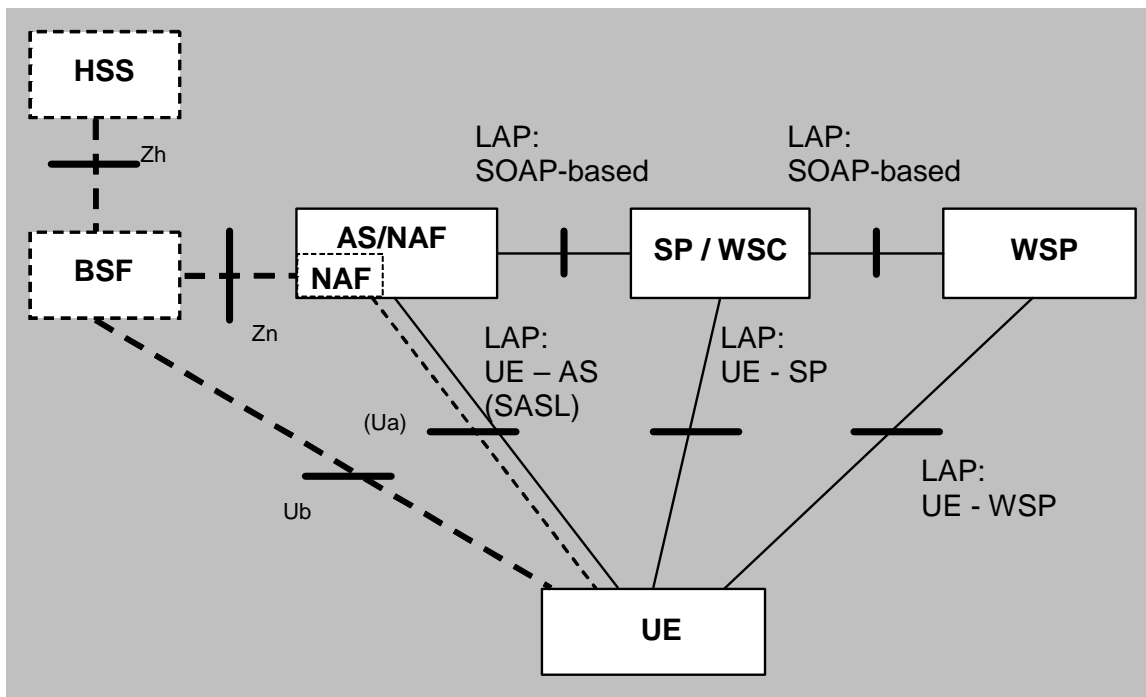 HSS
Zh
LAP:
SOAP-based
LAP:
SOAP-based
BSF
AS/NAF
NAF
SP / WSC
WSP
Zn
LAP:
UE – AS
(SASL)
LAP:
UE - SP
(Ua)
LAP:
UE - WSP
Ub
UE